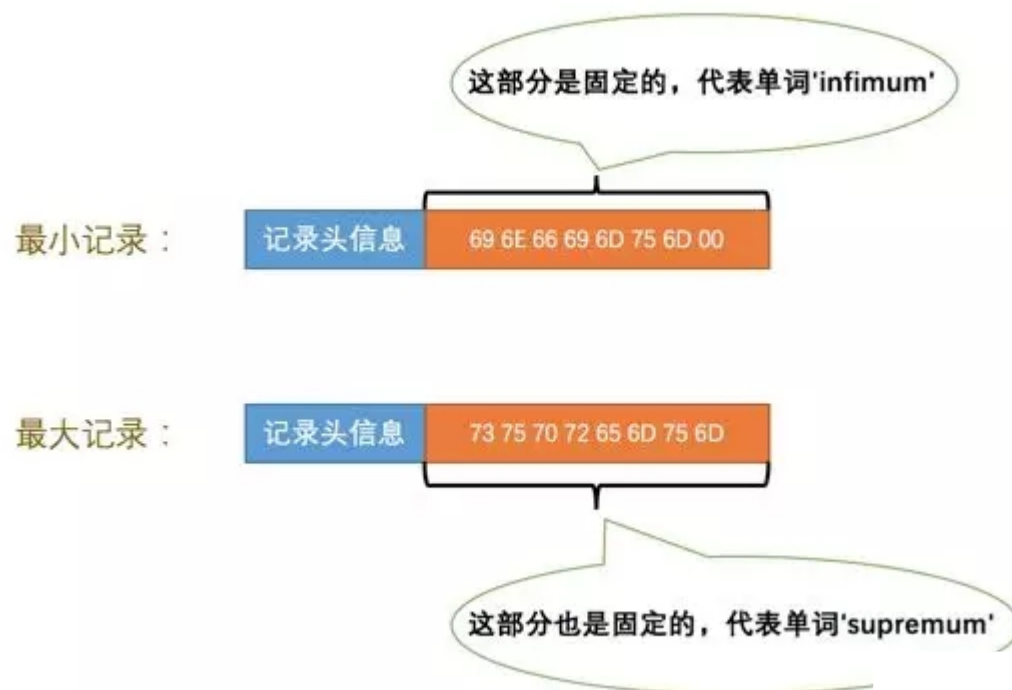 这部分是固定的，代表单词'infimum'
最小记录：
记录头信息
69 6E 66 69 6D 75 6D 00
最大记录：
记录头信息
73 75 70 72 65 6D 75 6D
这部分也是固定的，代表单词'supremum'